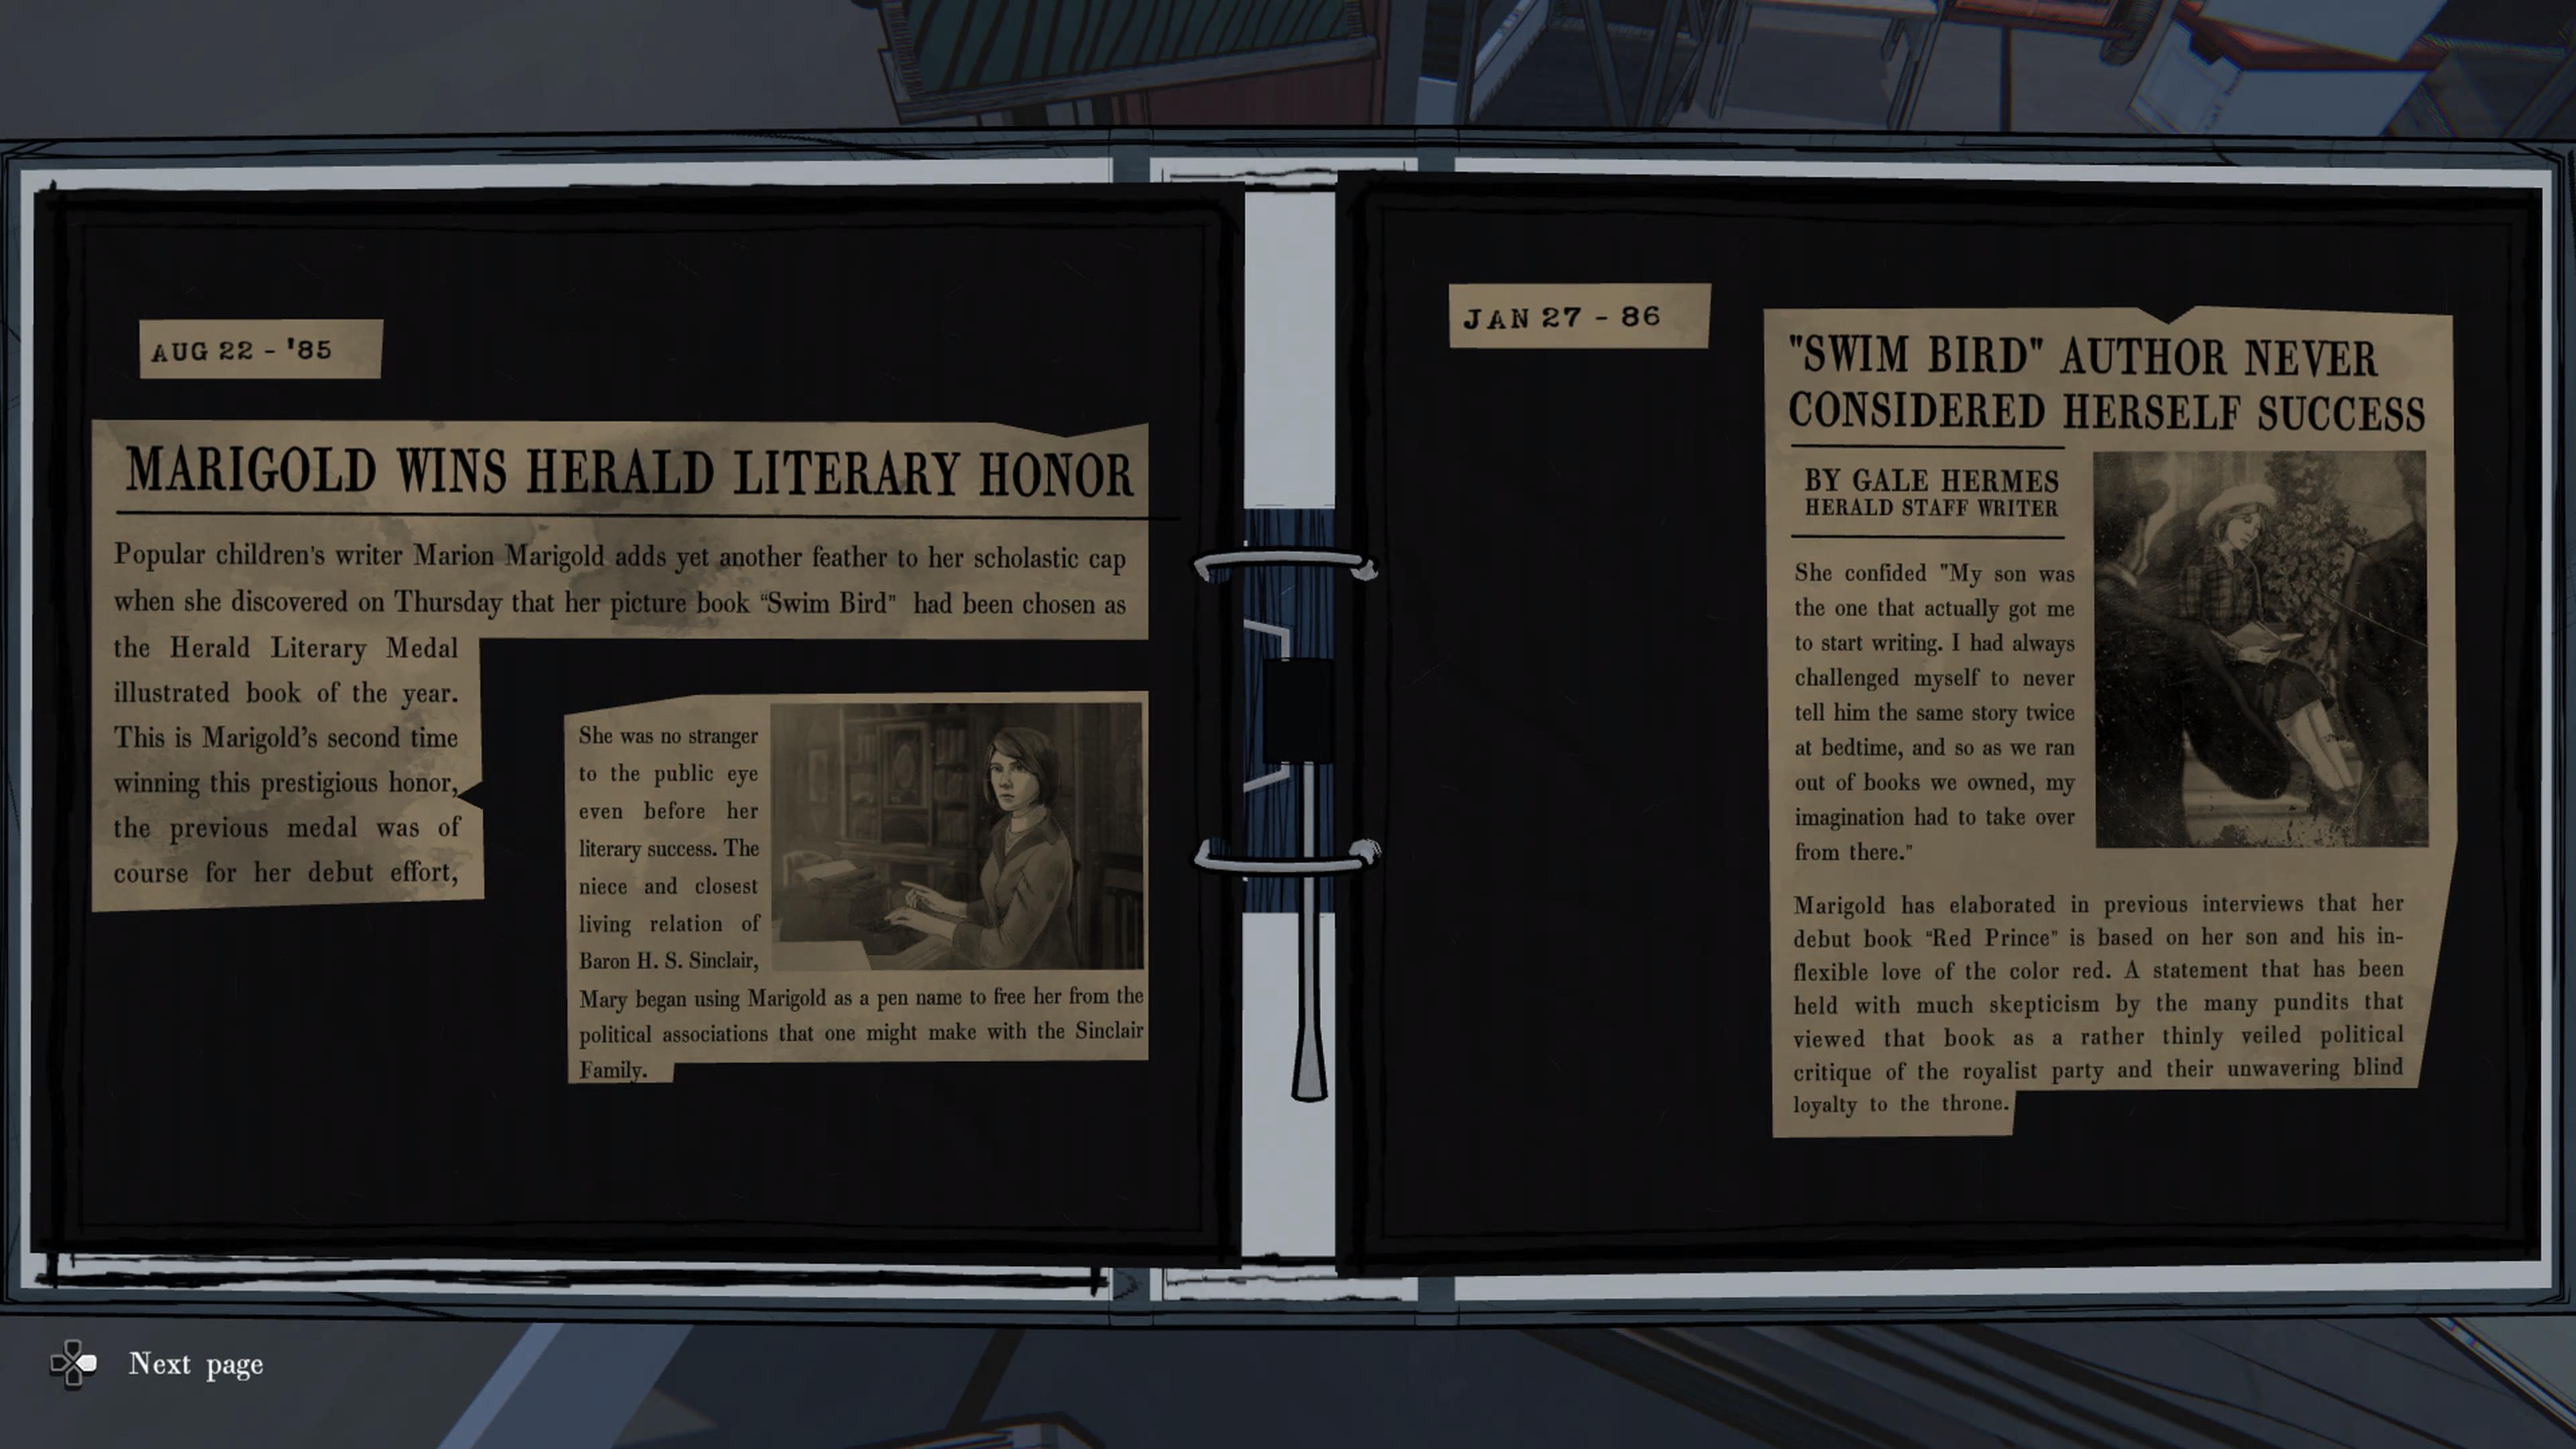 AUG 22 - '85
MARIGOLD WINS HERALD LITERARY HONOR
Popular children's writer Marion Marigold adds yet another feather to her scholastic cap
when she discovered on Thursday that her picture book “Swim Bird” had been chosen as
the Herald Literary Medal
illustrated book of the year.
This is Marigold's second time
winning this prestigious honor,
the previous medal was of
course for her debut effort,
She was no stranger
to the public eye
even before her
literary success. The
niece and closest
living relation of
Baron H. S. Sinclair,
Mary began using Marigold as a pen name to free her from the
political associations that one might make with the Sinclair
Family.
JAN 27 - 86
"SWIM BIRD" AUTHOR NEVER
CONSIDERED HERSELF SUCCESS
BY GALE HERMES
HERALD STAFF WRITER
She confided "My son was
the one that actually got me
to start writing. I had always
challenged myself to never
tell him the same story twice
at bedtime, and so as we ran
out of books we owned, my
imagination had to take over
from there."
Marigold has elaborated in previous interviews that her
debut book “Red Prince” is based on her son and his in-
flexible love of the color red. A statement that has been
held with much skepticism by the many pundits that
viewed that book as a rather thinly veiled political
critique of the royalist party and their unwavering blind
loyalty to the throne.
Next page